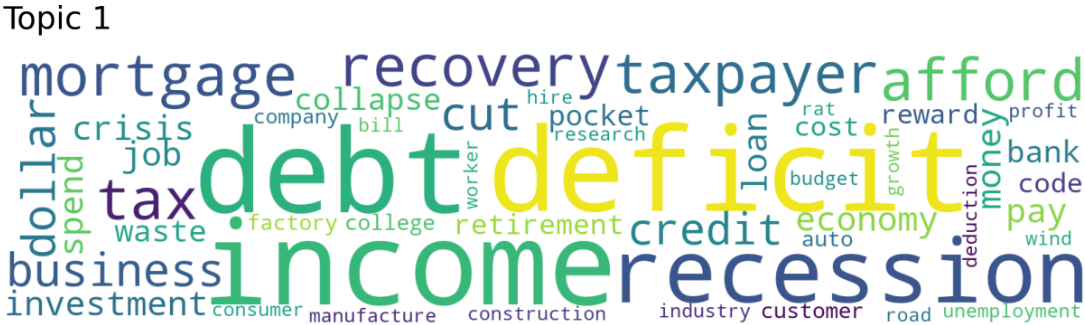 Topic 1
mortgage recovery taxpayer afford
collapse hire rat reward profit
dollar crisis company bill cut pocket research loan cost money bank
job debt deficit growth
spend tax worker budget code
waste factory college retirement credit economy pay
income auto deduction wind
business recession
investment consumer manufacture construction industry customer road unemployment